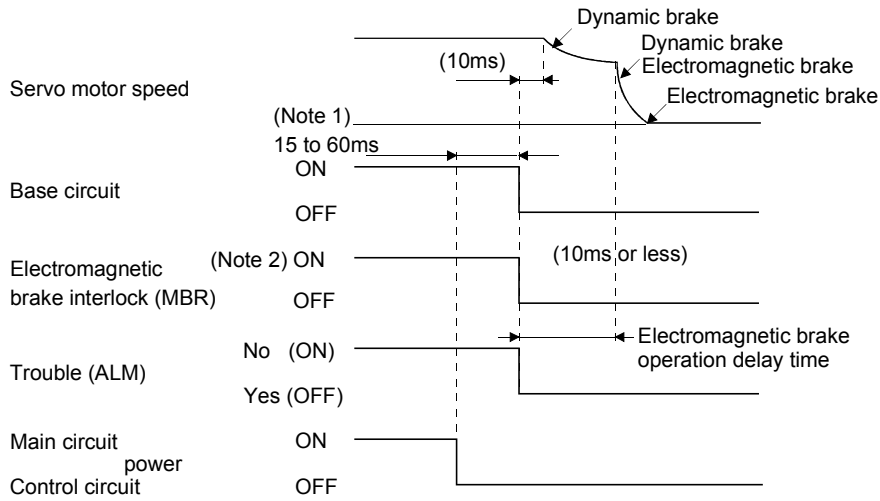 Dynamic brake
Dynamic brake
Electromagnetic brake
Electromagnetic brake
(10ms)
Servo motor speed
(Note 1)
15 to 60ms
Base circuit
ON
OFF
(10ms or less)
Electromagnetic
brake interlock (MBR)
(Note 2) ON
OFF
Electromagnetic brake
operation delay time
Trouble (ALM)
No (ON)
Yes (OFF)
Main circuit
power
Control circuit
ON
OFF